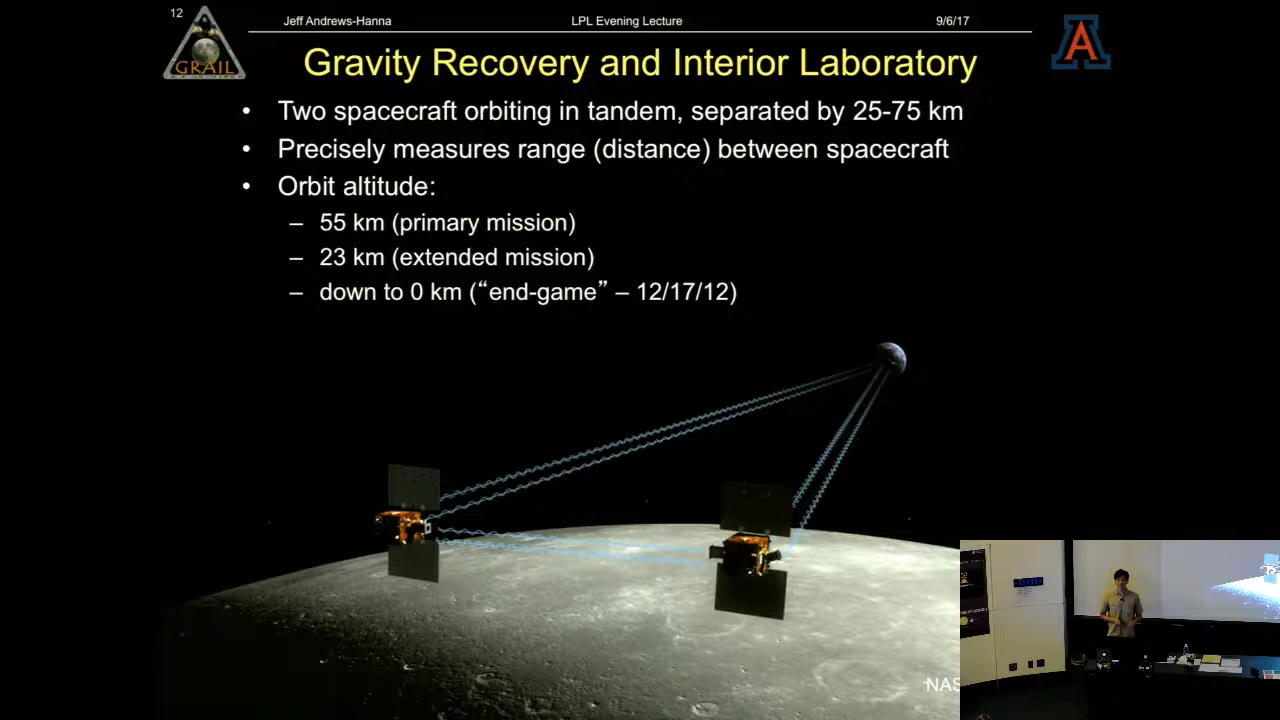 12
Jeff Andrews-Hanna LPL Evening Lecture 9/6/17
GRAIL
A
Gravity Recovery and Interior Laboratory
• Two spacecraft orbiting in tandem, separated by 25-75 km
• Precisely measures range (distance) between spacecraft
• Orbit altitude:
– 55 km (primary mission)
– 23 km (extended mission)
– down to 0 km (“end-game” – 12/17/12)
NAS